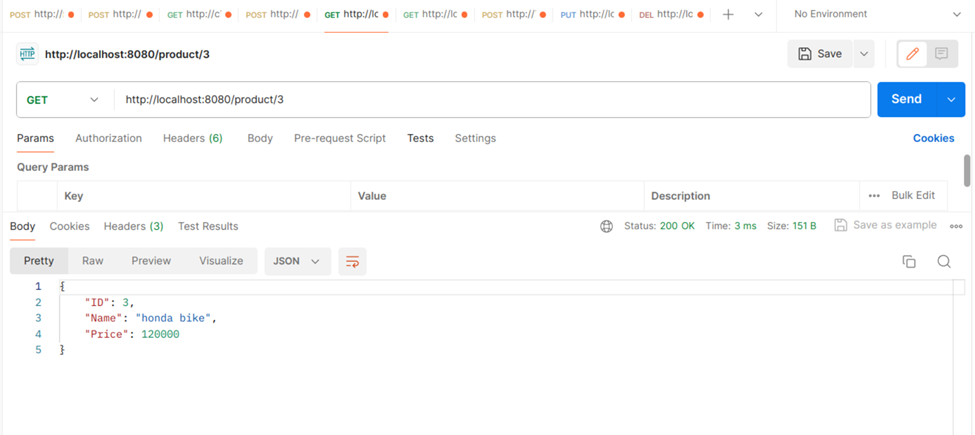 POST http:// POST http:// GET http://c POST http:// GET http://lc GET http://lc POST http:// PUT http://lc DEL http://lc No Environment
HTTP http://localhost:8080/product/3 Save
GET http://localhost:8080/product/3 Send
Params Authorization Headers (6) Body Pre-request Script Tests Settings Cookies
Query Params
Key Value Description Bulk Edit
Body Cookies Headers (3) Test Results Status: 200 OK Time: 3 ms Size: 151 B Save as example
Pretty Raw Preview Visualize JSON
1 {
2 "ID": 3,
3 "Name": "honda bike",
4 "Price": 120000
5 }